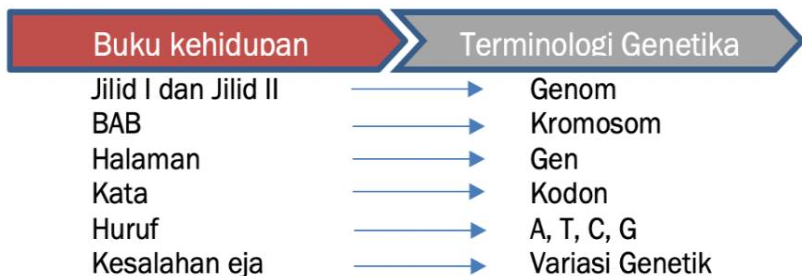 Buku kehidupan Terminologi Genetika
Jilid I dan Jilid II Genom
BAB Kromosom
Halaman Gen
Kata Kodon
Huruf A, T, C, G
Kesalahan eja Variasi Genetik